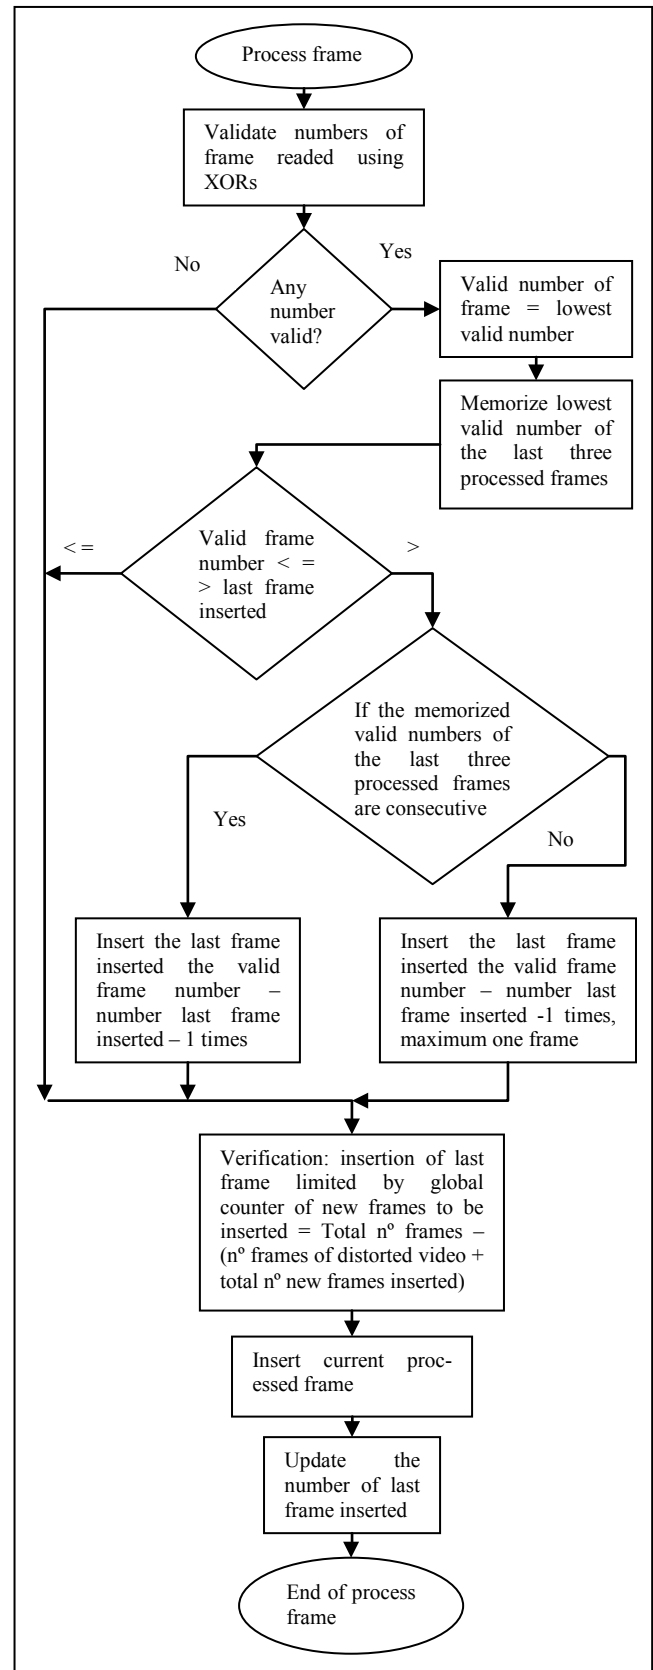 Process frame
Validate numbers of
frame readed using
XORs
No
Yes
Any
number
valid?
Valid number of
frame = lowest
valid number
Memorize lowest
valid number of
the last three
processed frames
< =
Valid frame
number < =
> last frame
inserted
>
If the memorized
valid numbers of
the last three
processed frames
are consecutive
Yes
No
Insert the last frame
inserted the valid
frame number –
number last frame
inserted – 1 times
Insert the last frame
inserted the valid frame
number – number last
frame inserted -1 times,
maximum one frame
Verification: insertion of last
frame limited by global
counter of new frames to be
inserted = Total nº frames –
(nº frames of distorted video +
total nº new frames inserted)
Insert current proc-
essed frame
Update the
number of last
frame inserted
End of process
frame